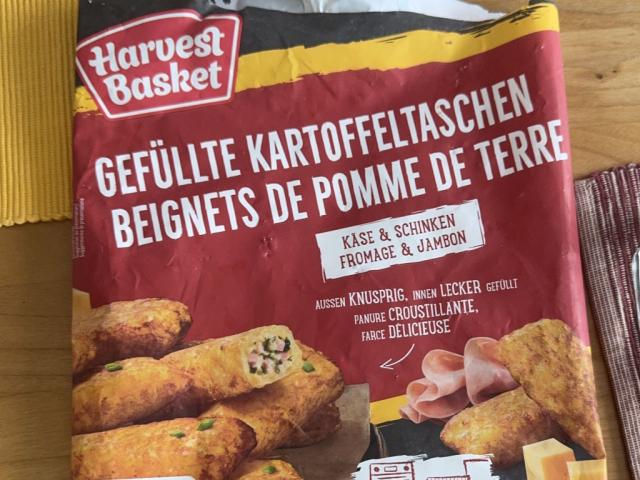 Harvest
Basket
GEFÜLLTE KARTOFFELTASCHEN
BEIGNETS DE POMME DE TERRE
KÄSE & SCHINKEN
FROMAGE & JAMBON
AUSSEN KNUSPRIG, INNEN LECKER GEFÜLLT
PANURE CROUSTILLANTE,
FARCE DÉLICIEUSE